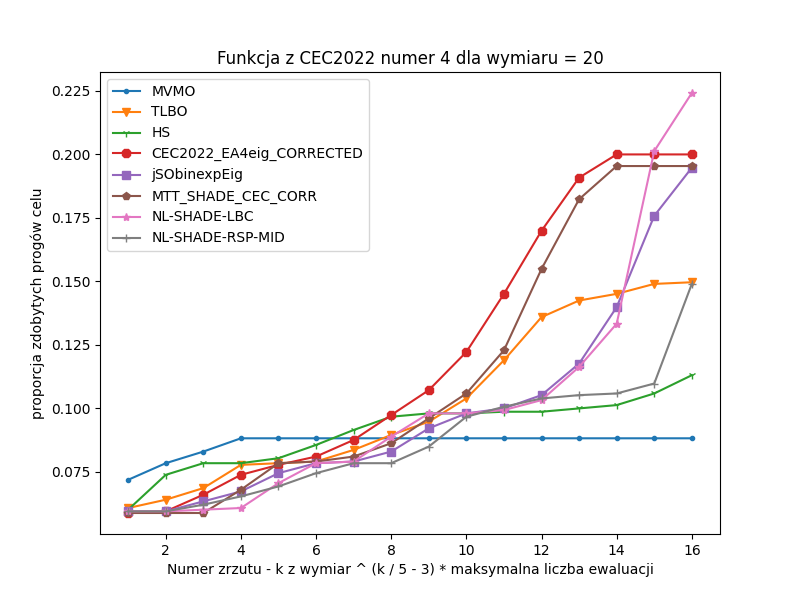 Funkcja z CEC2022 numer 4 dla wymiaru = 20
MVMO
TLBO
HS
CEC2022_EA4eig_CORRECTED
jSObinexpEig
MTT_SHADE_CEC_CORR
NL-SHADE-LBC
NL-SHADE-RSP-MID
proporcja zdobytych progów celu
0.225
0.200
0.175
0.150
0.125
0.100
0.075
2 4 6 8 10 12 14 16
Numer zrzutu - k z wymiar ^ (k / 5 - 3) * maksymalna liczba ewaluacji